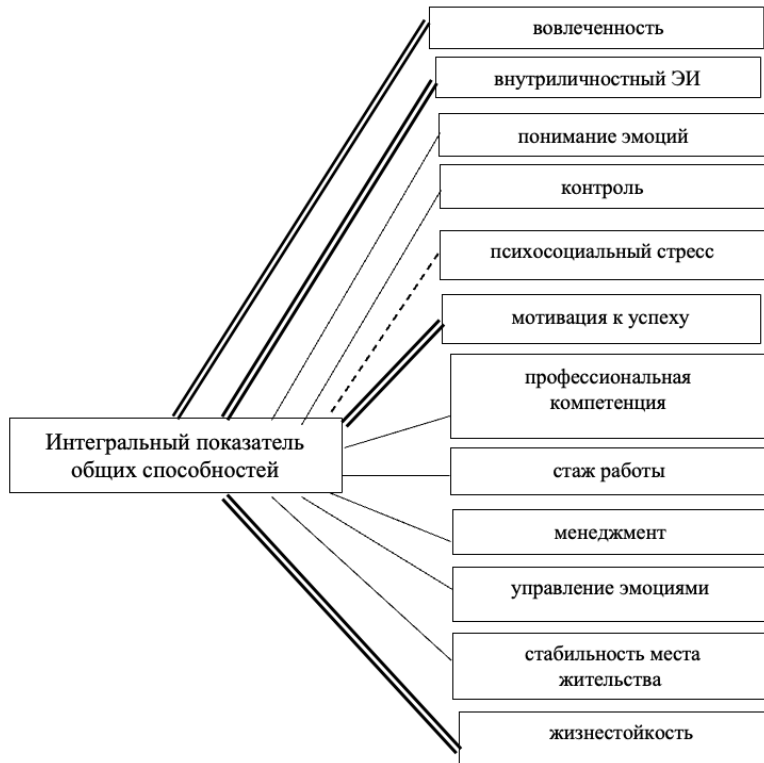 вовлеченность
внутриличностный ЭИ
понимание эмоций
контроль
психосоциальный стресс
мотивация к успеху
профессиональная
компетенция
Интегральный показатель
общих способностей
стаж работы
менеджмент
управление эмоциями
стабильность места
жительства
жизнестойкость